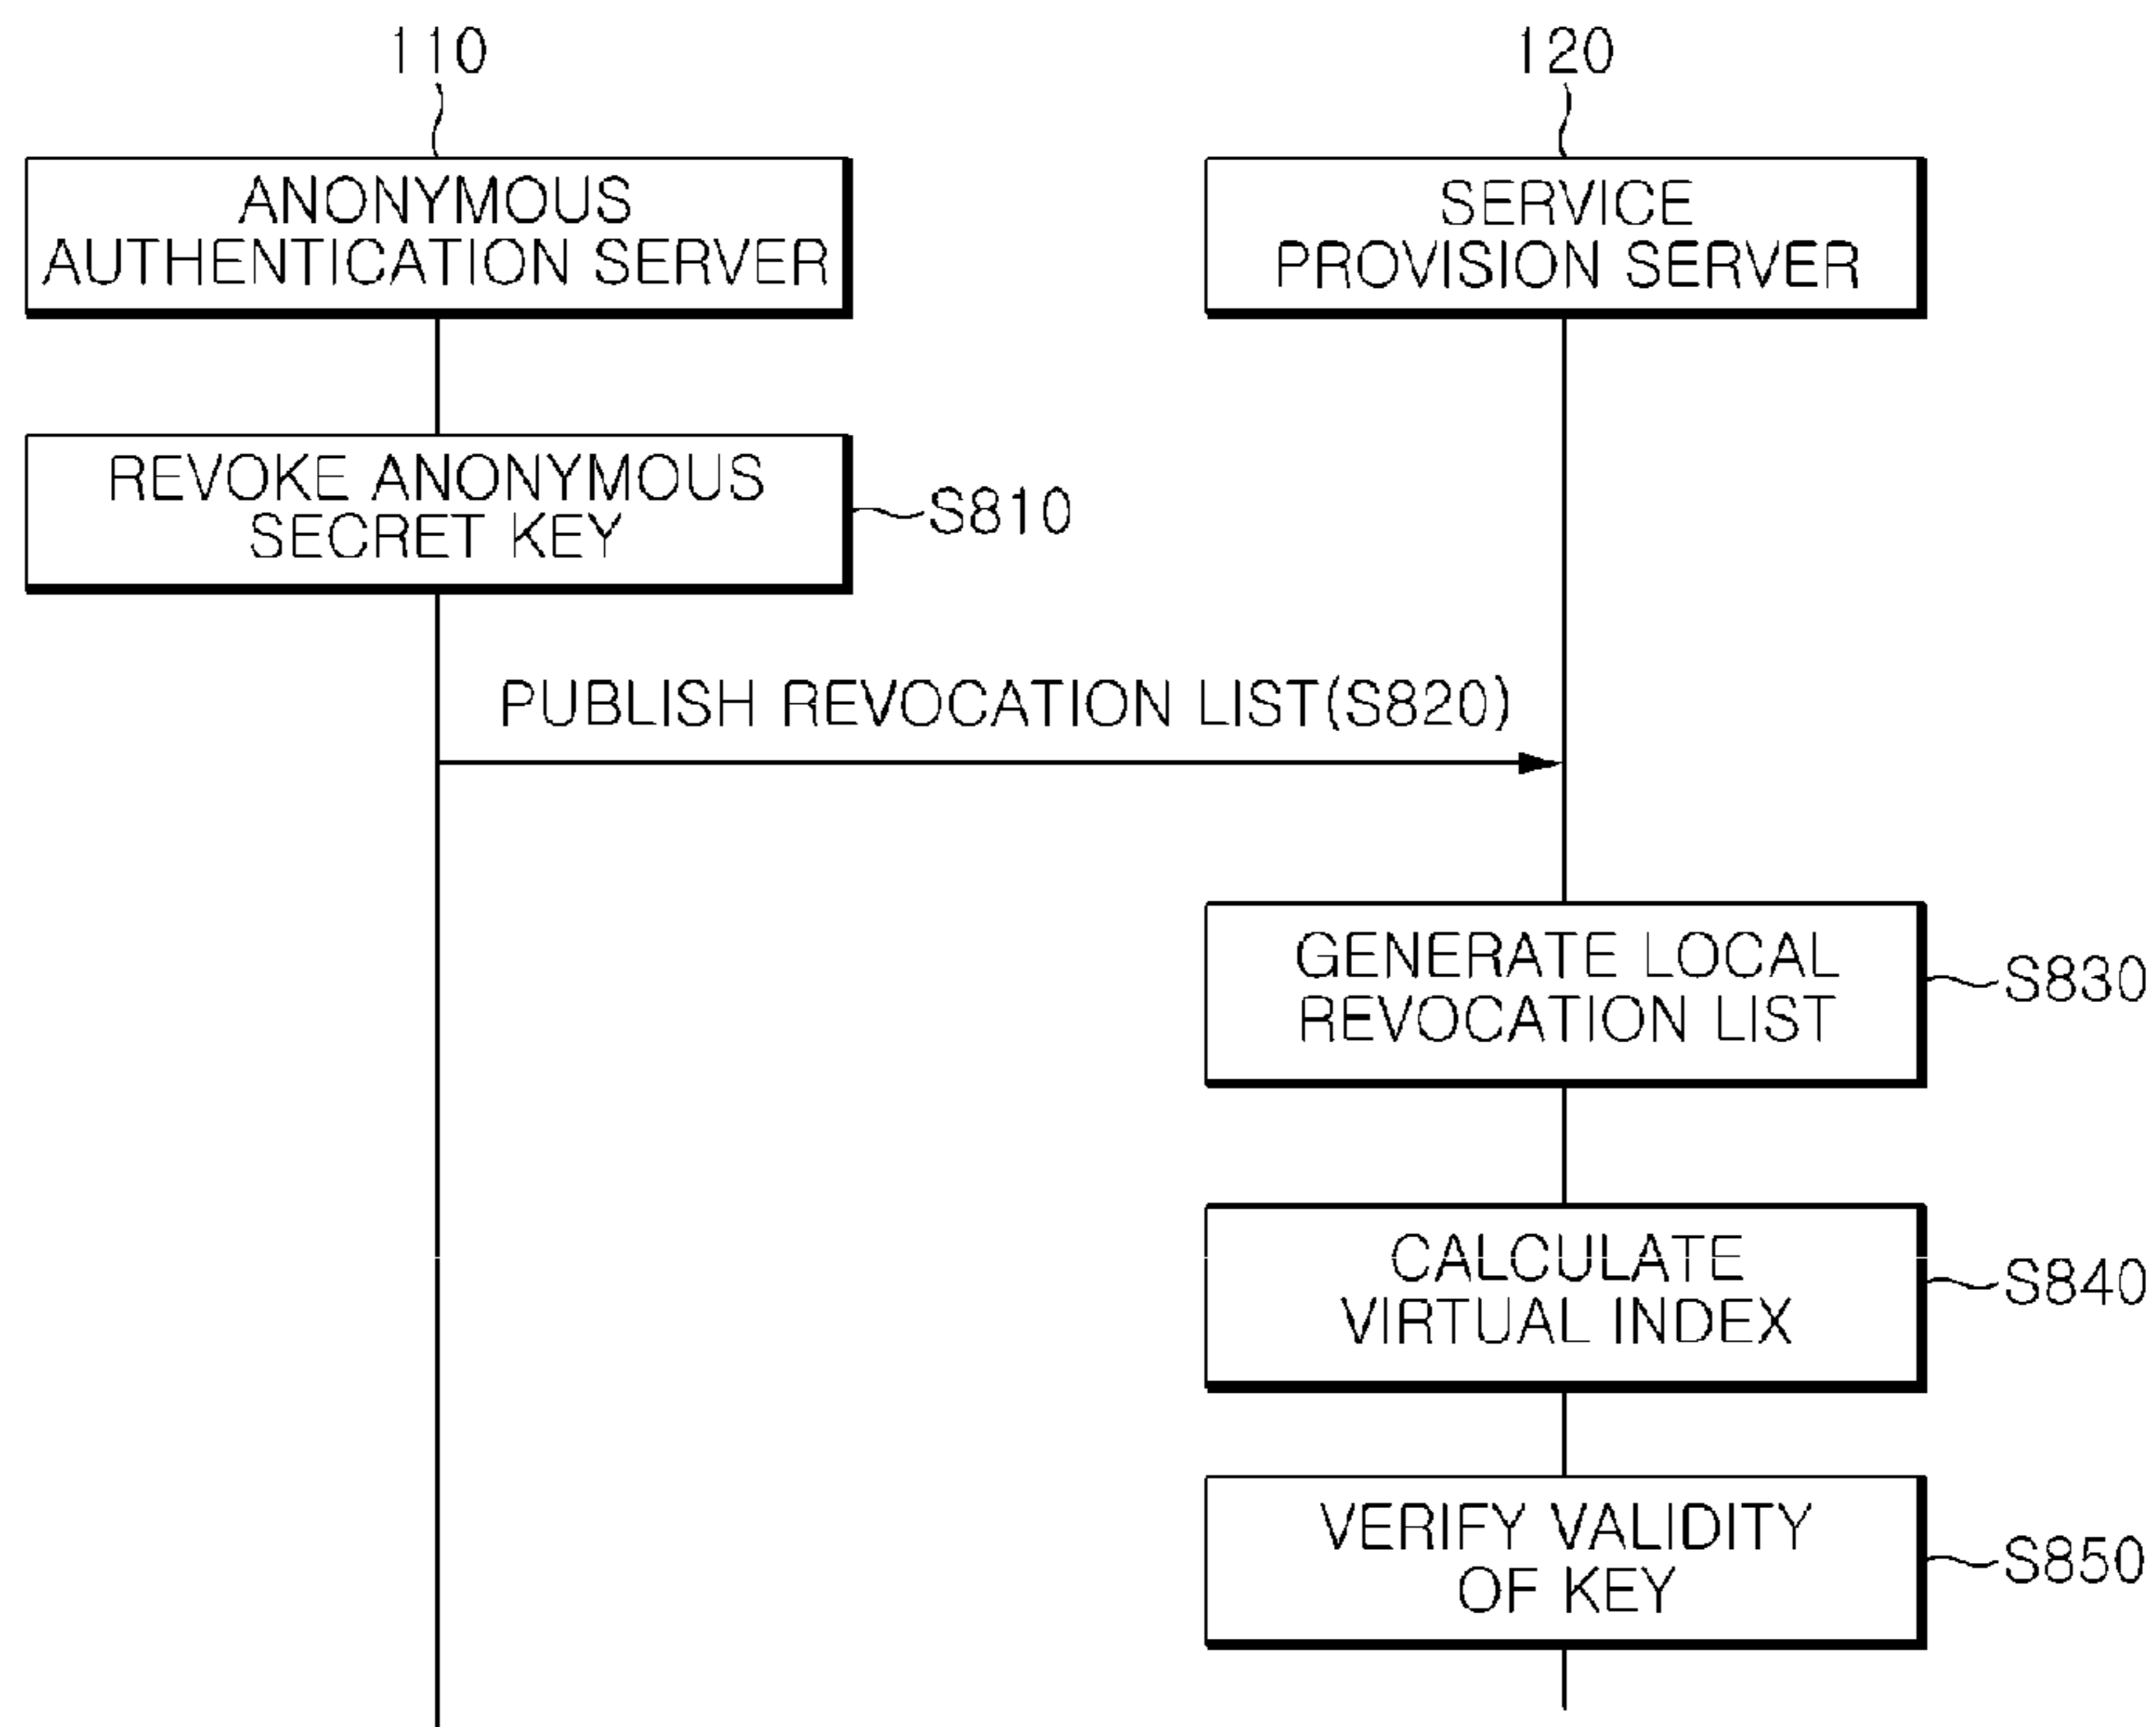 110
120
ANONYMOUS
AUTHENTICATION SERVER
SERVICE
PROVISION SERVER
REVOKE ANONYMOUS
SECRET KEY
S810
PUBLISH REVOCATION LIST(S820)
GENERATE LOCAL
REVOCATION LIST
S830
CALCULATE
VIRTUAL INDEX
S840
VERIFY VALIDITY
OF KEY
S850